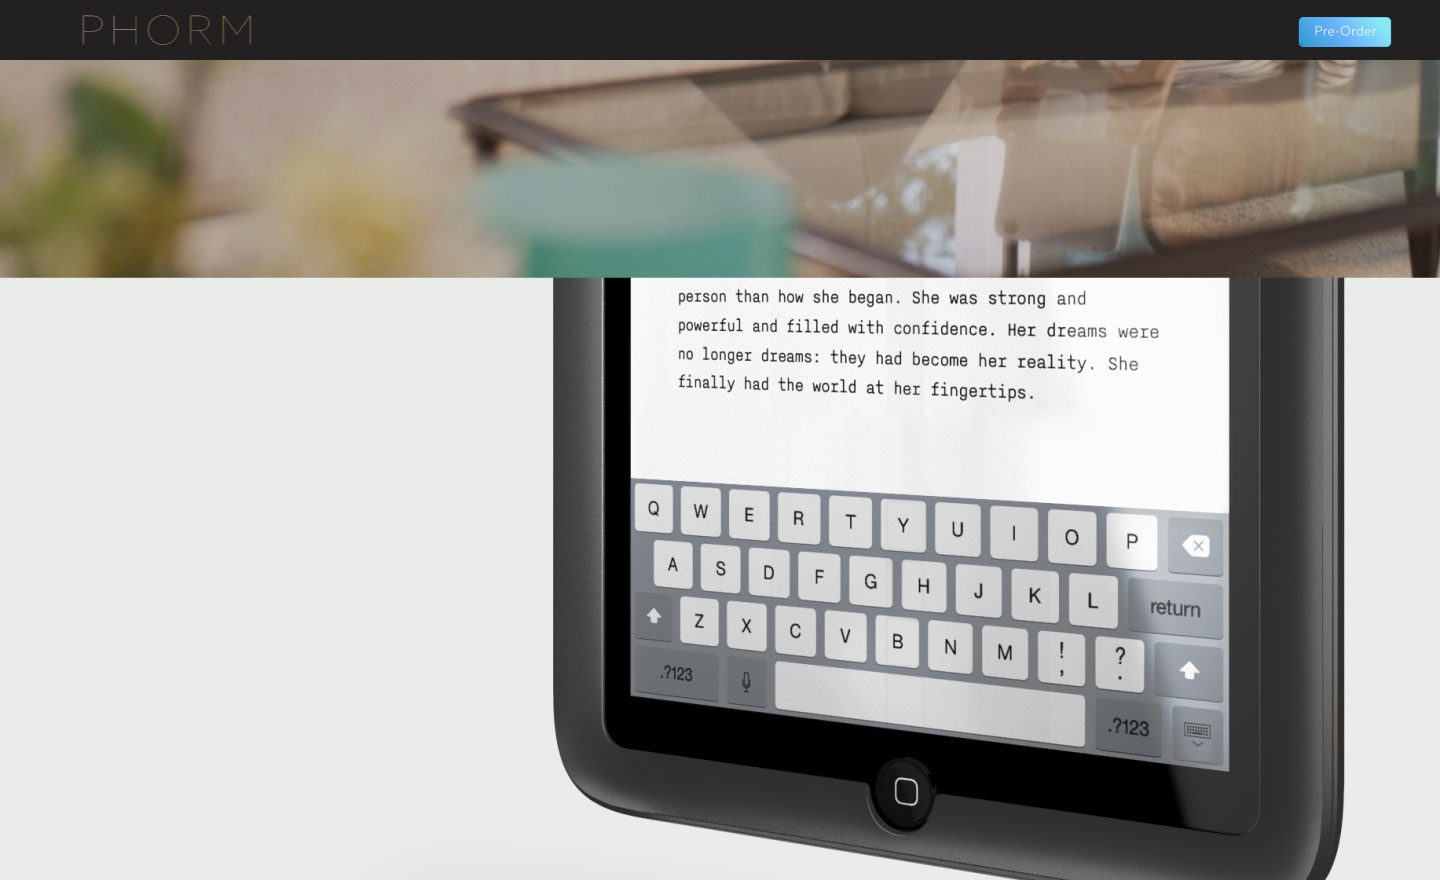 PHORM
Pre-Order
person than how she began. She was strong and
powerful and filled with confidence. Her dreams were
no longer dreams: they had become her reality. She
finally had the world at her fingertips.
Q W E R T Y U I O P
A S D F G H J K L return
Z X C V B N M ! , ? .
.?123 .?123